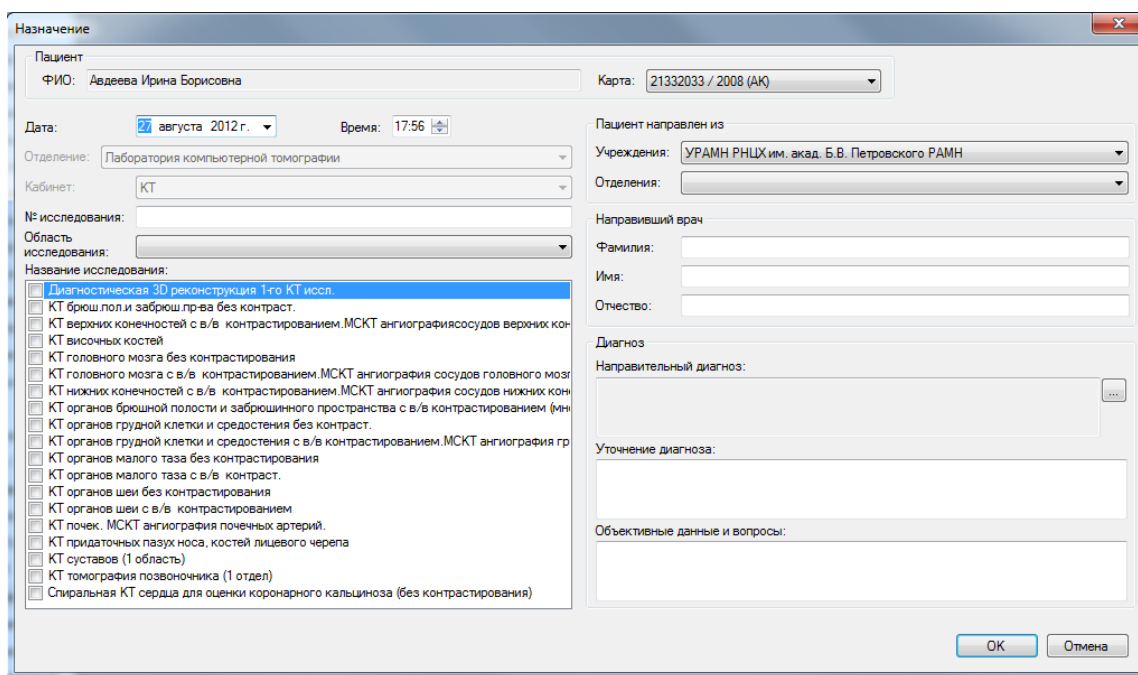 Назначение
Пациент
ФИО: Авдеева Ирина Борисовна
Карта: 21332033 / 2008 (АК)
Дата: 27 августа 2012 г.
Время: 17:56
Отделение: Лаборатория компьютерной томографии
Кабинет: КТ
№ исследования:
Область
исследования:
Название исследования:
Диагностическая 3D реконструкция 1-го КТ иссл.
КТ брюш.пол.и забрюш.пр-ва без контраст.
КТ верхних конечностей с в/в контрастированием.МСКТ ангиографиясосудов верхних кон
КТ височных костей
КТ головного мозга без контрастирования
КТ головного мозга с в/в контрастированием.МСКТ ангиография сосудов головного мозг
КТ нижних конечностей с в/в контрастированием.МСКТ ангиография сосудов нижних коне
КТ органов брюшной полости и забрюшинного пространства с в/в контрастированием (мн
КТ органов грудной клетки и средостения без контраст.
КТ органов грудной клетки и средостения с в/в контрастированием.МСКТ ангиография гр
КТ органов малого таза без контрастирования
КТ органов малого таза с в/в контраст.
КТ органов шеи без контрастирования
КТ органов шеи с в/в контрастированием
КТ почек. МСКТ ангиография почечных артерий.
КТ придаточных пазух носа, костей лицевого черепа
КТ суставов (1 область)
КТ томография позвоночника (1 отдел)
Спиральная КТ сердца для оценки коронарного кальциноза (без контрастирования)
Пациент направлен из
Учреждения: УРАМН РНЦХ им. акад. Б.В. Петровского РАМН
Отделения:
Направивший врач
Фамилия:
Имя:
Отчество:
Диагноз
Направительный диагноз:
...
Уточнение диагноза:
Объективные данные и вопросы:
OK
Отмена